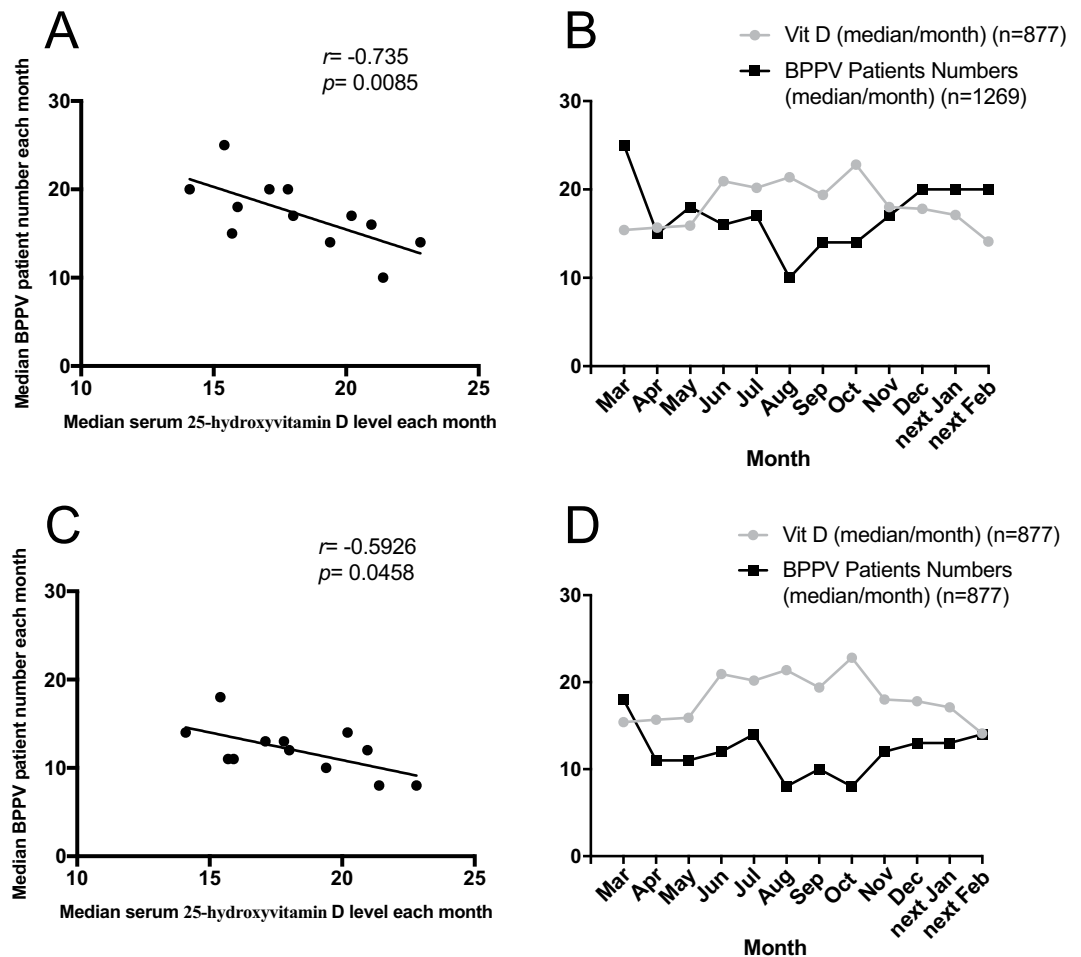 A
r= -0.735
p= 0.0085
30
20
10
0
10
15
20
25
Median BPPV patient number each month
Median serum 25-hydroxyvitamin D level each month
B
Vit D (median/month) (n=877)
BPPV Patients Numbers
(median/month) (n=1269)
30
20
10
0
Mar
Apr
May
Jun
Jul
Aug
Sep
Oct
Nov
Dec
next Jan
next Feb
Month
C
r= -0.5926
p= 0.0458
30
20
10
0
10
15
20
25
Median BPPV patient number each month
Median serum 25-hydroxyvitamin D level each month
D
Vit D (median/month) (n=877)
BPPV Patients Numbers
(median/month) (n=877)
30
20
10
0
Mar
Apr
May
Jun
Jul
Aug
Sep
Oct
Nov
Dec
next Jan
next Feb
Month